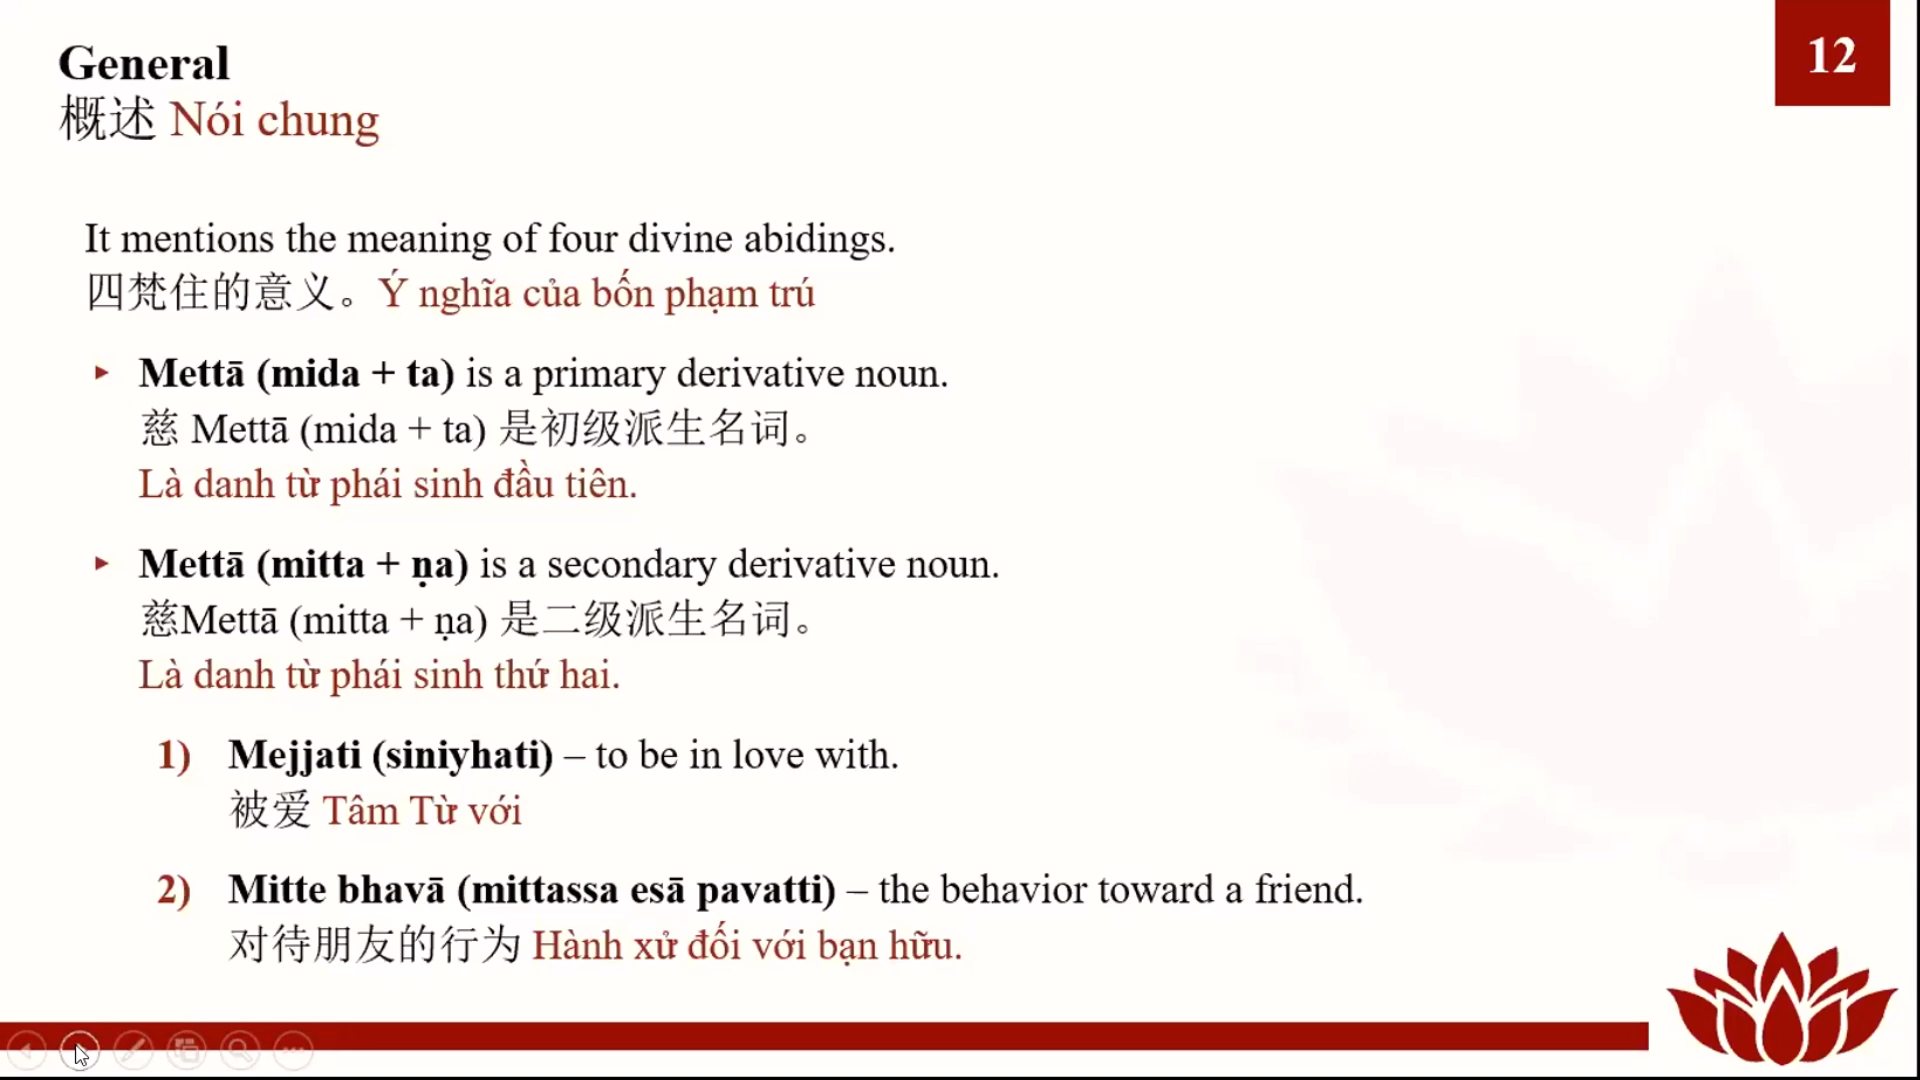 12
General
概述 Nói chung
It mentions the meaning of four divine abidings.
四梵住的意义。Ý nghĩa của bốn phạm trú
Mettā (mida + ta) is a primary derivative noun.
慈 Mettā (mida + ta) 是初级派生名词。
Là danh từ phái sinh đầu tiên.
Mettā (mitta + ṇa) is a secondary derivative noun.
慈Mettā (mitta + ṇa) 是二级派生名词。
Là danh từ phái sinh thứ hai.
1) Mejjati (siniyhati) – to be in love with.
被爱 Tâm Từ với
2) Mitte bhavā (mittassa esā pavatti) – the behavior toward a friend.
对待朋友的行为 Hành xử đối với bạn hữu.